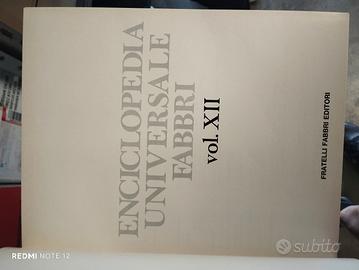 ENCICLOPEDIA
UNIVERSALE
FABBRI
vol. XII
FRATELLI FABBRI EDITORI
REDMI NOTE 12
subito